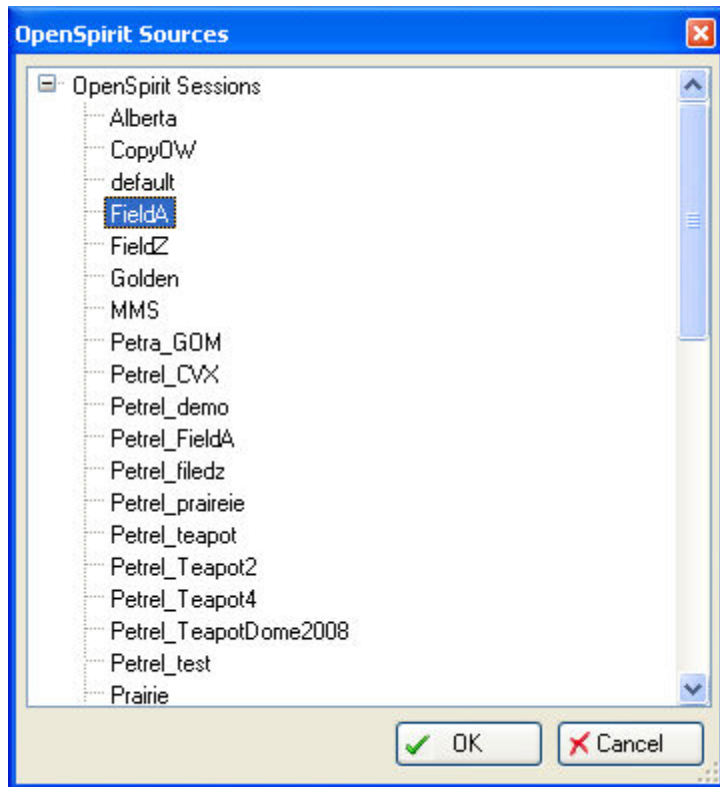 OpenSpirit Sources
OpenSpirit Sessions
Alberta
CopyOW
default
FieldA
FieldZ
Golden
MMS
Petra_GOM
Petrel_CVX
Petrel_demo
Petrel_FieldA
Petrel_filedz
Petrel_praireie
Petrel_teapot
Petrel_Teapot2
Petrel_Teapot4
Petrel_TeapotDome2008
Petrel_test
Prairie
OK
Cancel